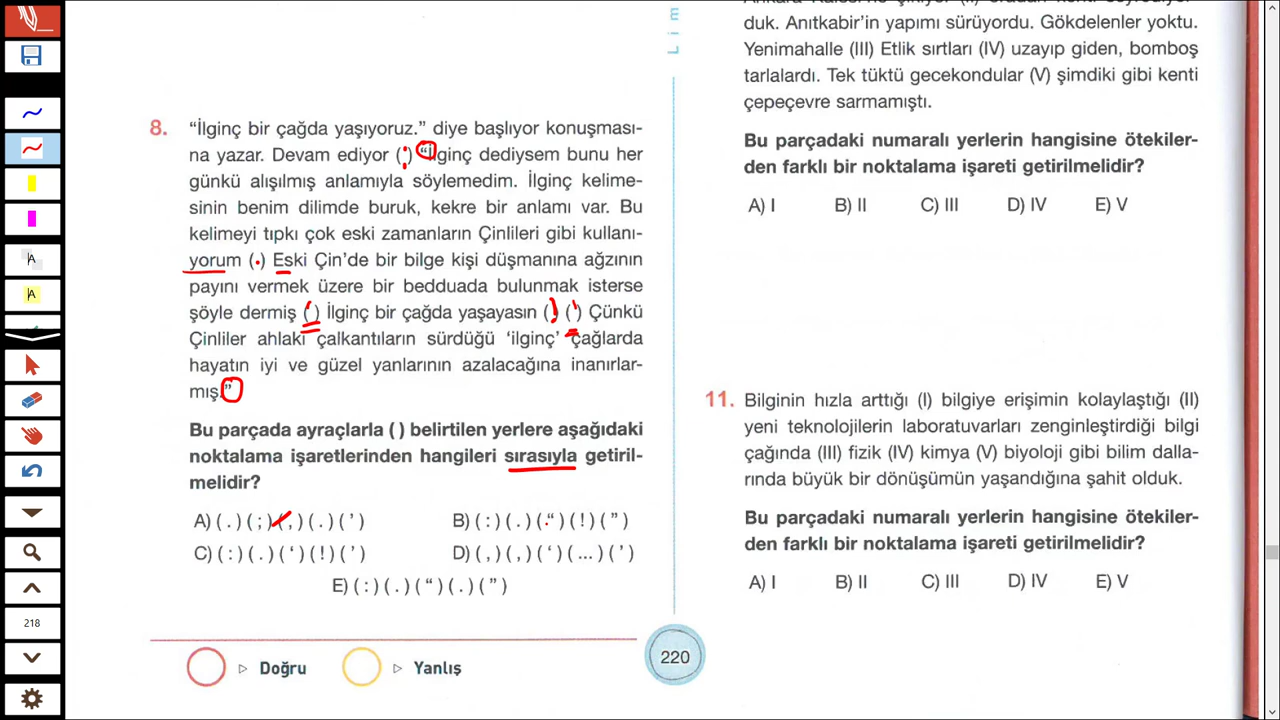 8. “İlginç bir çağda yaşıyoruz.” diye başlıyor konuşması-
na yazar. Devam ediyor (:) “İlginç dediysem bunu her
günkü alışılmış anlamıyla söylemedim. İlginç kelime-
sinin benim dilimde buruk, kekre bir anlamı var. Bu
kelimeyi tıpkı çok eski zamanların Çinlileri gibi kullanı-
yorum (.) Eski Çin’de bir bilge kişi düşmanına ağzının
payını vermek üzere bir bedduada bulunmak isterse
şöyle dermiş (‘) İlginç bir çağda yaşayasın (!) (’) Çünkü
Çinliler ahlaki çalkantıların sürdüğü ‘ilginç’ çağlarda
hayatın iyi ve güzel yanlarının azalacağına inanırlar-
mış.”
Bu parçada ayraçlarla ( ) belirtilen yerlere aşağıdaki
noktalama işaretlerinden hangileri sırasıyla getiril-
melidir?
A) ( . ) ( ; ) ( , ) ( . ) ( ’ )
B) ( : ) ( . ) ( “ ) ( ! ) ( ” )
C) ( : ) ( . ) ( ‘ ) ( ! ) ( ’ )
D) ( , ) ( , ) ( ‘ ) ( ... ) ( ’ )
E) ( : ) ( . ) ( “ ) ( . ) ( ” )
Doğru
Yanlış
220
Lim
duk. Anıtkabir’in yapımı sürüyordu. Gökdelenler yoktu.
Yenimahalle (III) Etlik sırtları (IV) uzayıp giden, bomboş
tarlalardı. Tek tüktü gecekondular (V) şimdiki gibi kenti
çepeçevre sarmamıştı.
Bu parçadaki numaralı yerlerin hangisine ötekiler-
den farklı bir noktalama işareti getirilmelidir?
A) I B) II C) III D) IV E) V
11. Bilginin hızla arttığı (I) bilgiye erişimin kolaylaştığı (II)
yeni teknolojilerin laboratuvarları zenginleştirdiği bilgi
çağında (III) fizik (IV) kimya (V) biyoloji gibi bilim dalla-
rında büyük bir dönüşümün yaşandığına şahit olduk.
Bu parçadaki numaralı yerlerin hangisine ötekiler-
den farklı bir noktalama işareti getirilmelidir?
A) I B) II C) III D) IV E) V
A
A
218